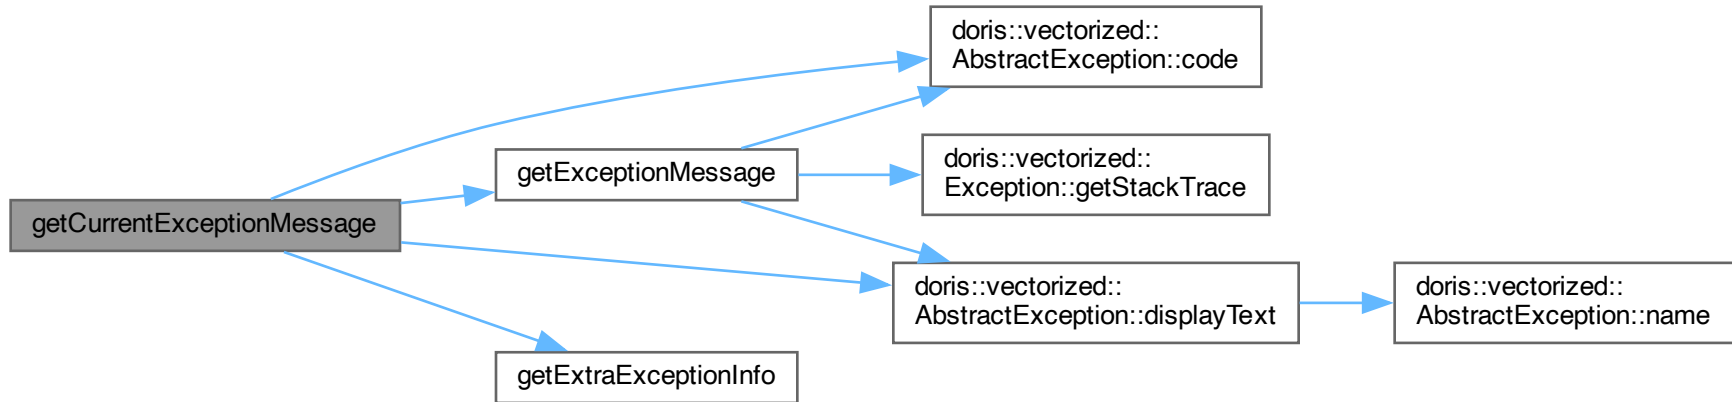 getCurrentExceptionMessage
getExceptionMessage
getExtraExceptionInfo
doris::vectorized::
AbstractException::code
doris::vectorized::
Exception::getStackTrace
doris::vectorized::
AbstractException::displayText
doris::vectorized::
AbstractException::name